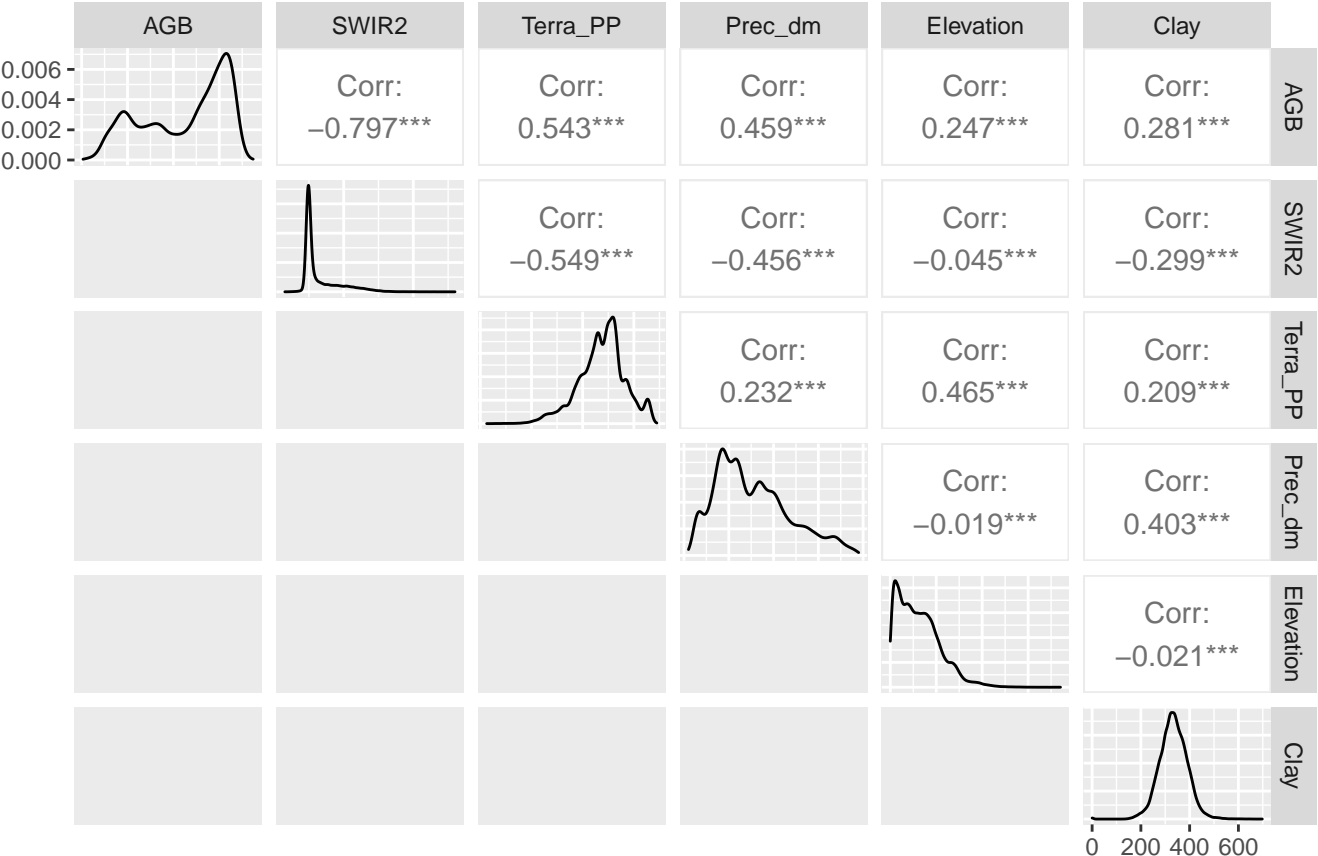 AGB SWIR2 Terra_PP Prec_dm Elevation Clay
0.006
0.004
0.002
0.000
Corr: Corr: Corr: Corr: Corr:
−0.797*** 0.543*** 0.459*** 0.247*** 0.281***
AGB
Corr: Corr: Corr: Corr:
−0.549*** −0.456*** −0.045*** −0.299***
SWIR2
Corr: Corr: Corr:
0.232*** 0.465*** 0.209***
Terra_PP
Corr: Corr:
−0.019*** 0.403***
Prec_dm
Corr:
−0.021***
Elevation
Clay
0 200 400 600